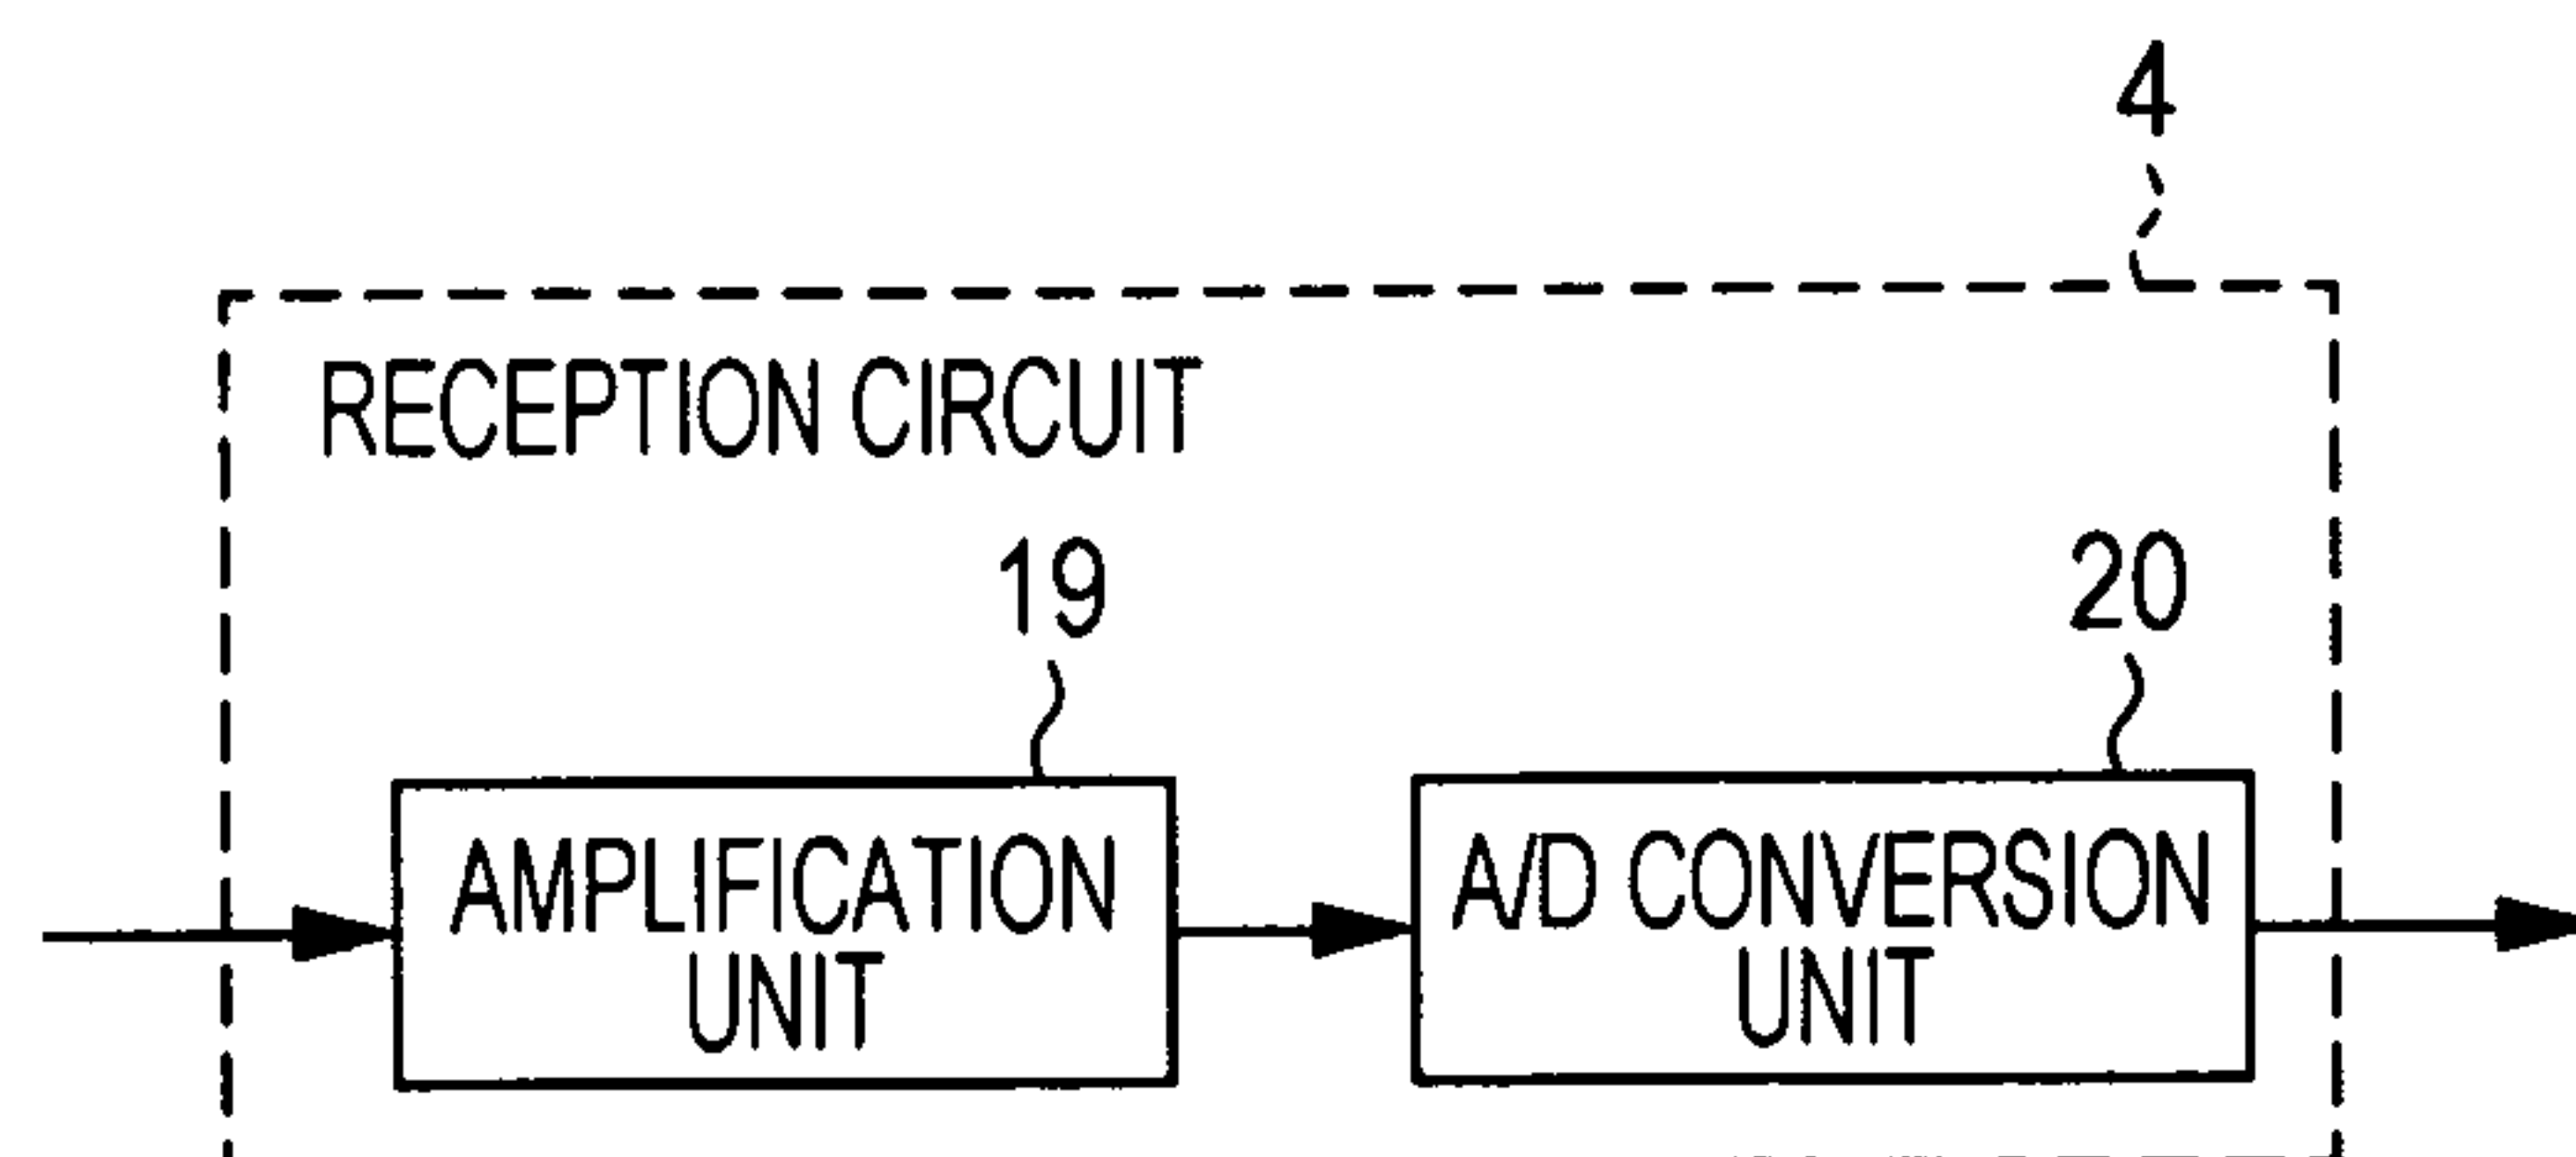 4
RECEPTION CIRCUIT
19
20
AMPLIFICATION
UNIT
A/D CONVERSION
UNIT